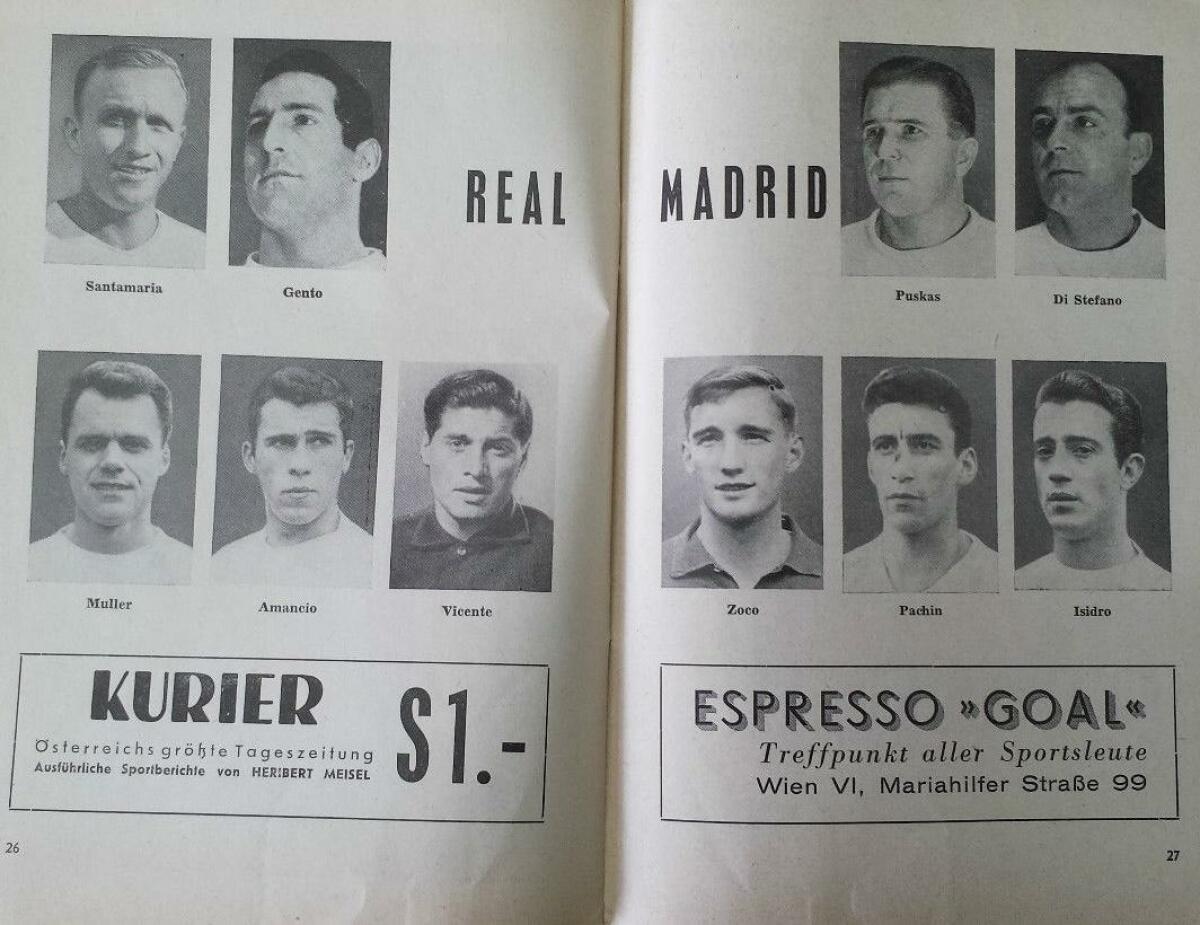 REAL MADRID
Santamaria
Gento
Puskas
Di Stefano
Muller
Amancio
Vicente
Zoco
Pachin
Isidro
KURIER
Österreichs größte Tageszeitung
Ausführliche Sportberichte von HERIBERT MEISEL
S 1.-
ESPRESSO »GOAL«
Treffpunkt aller Sportsleute
Wien VI, Mariahilfer Straße 99
26
27